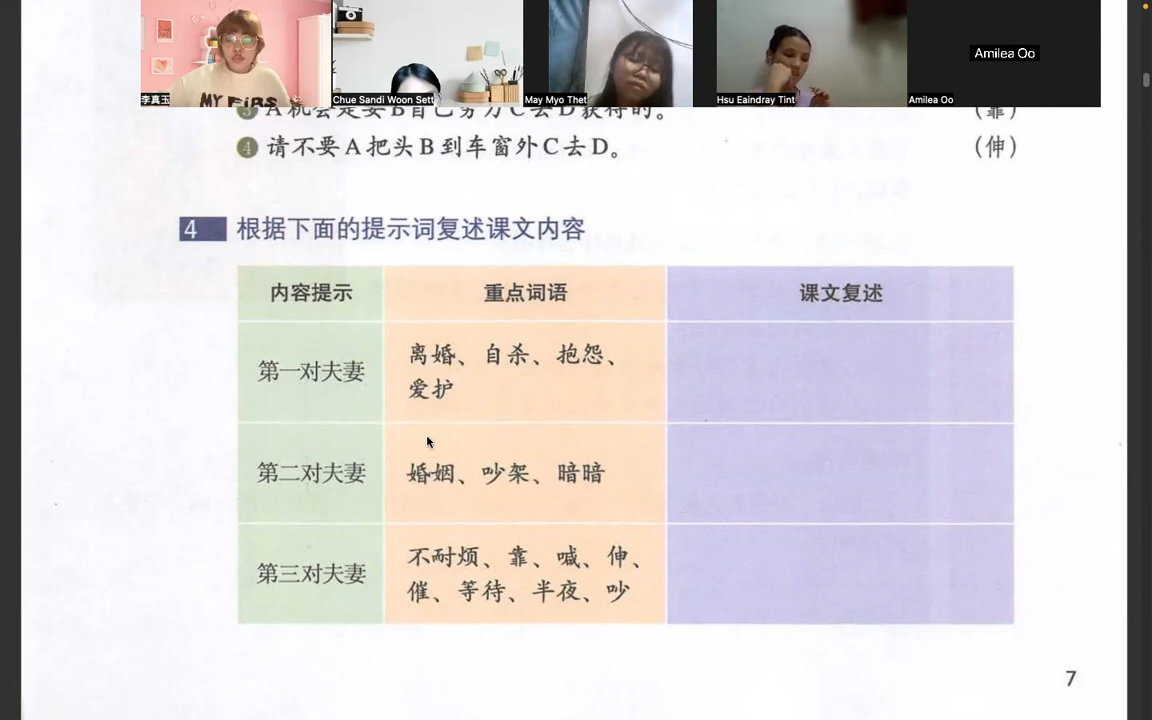 Amilea Oo
MY FiRS
李真玉
Chue Sandi Woon Sett
May Myo Thet
Hsu Eaindray Tint
Amilea Oo
3 A机会是要B自己努力C去D获得的。 (靠)
4 请不要A把头B到车窗外C去D。 (伸)
4 根据下面的提示词复述课文内容
内容提示 重点词语 课文复述
第一对夫妻 离婚、自杀、抱怨、
爱护
第二对夫妻 婚姻、吵架、暗暗
第三对夫妻 不耐烦、靠、喊、伸、
催、等待、半夜、吵
7